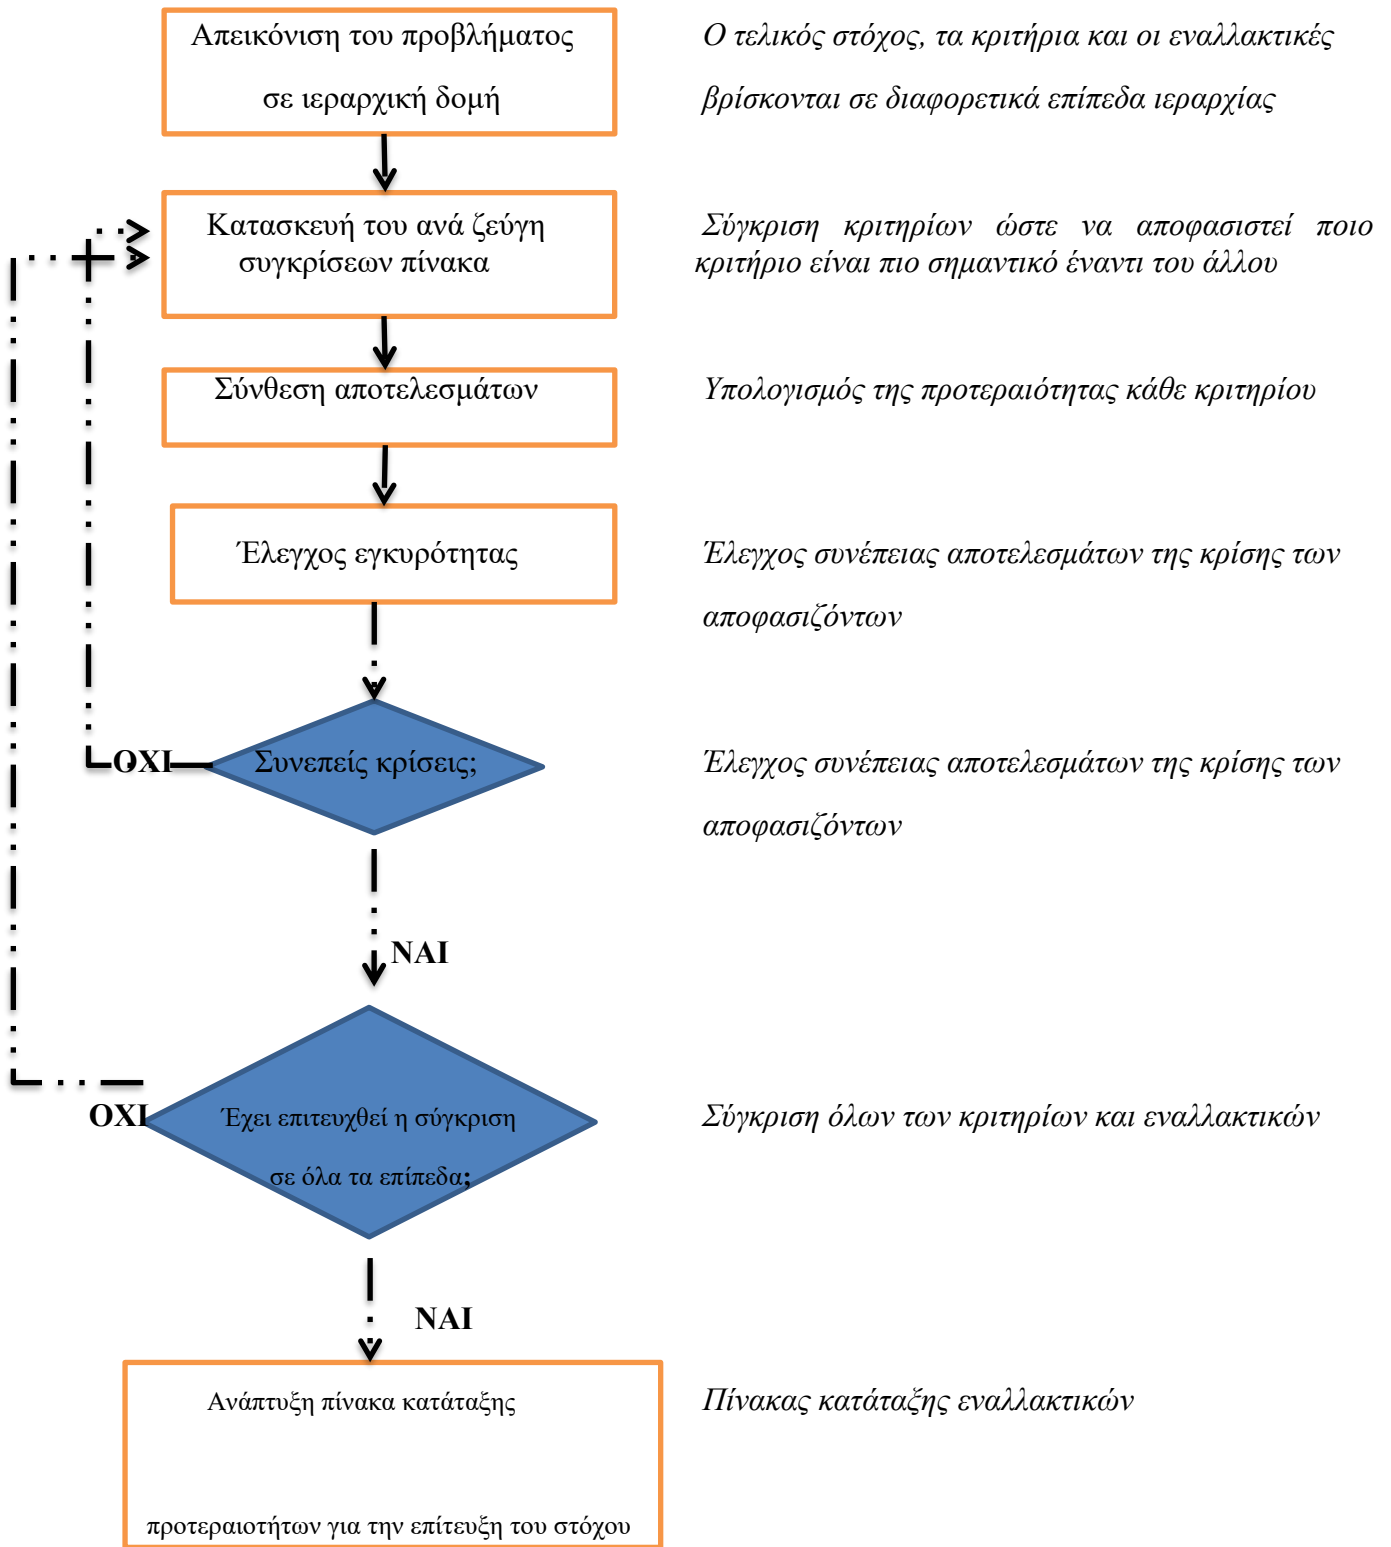 Απεικόνιση του προβλήματος
σε ιεραρχική δομή
Ο τελικός στόχος, τα κριτήρια και οι εναλλακτικές
βρίσκονται σε διαφορετικά επίπεδα ιεραρχίας
Κατασκευή του ανά ζεύγη
συγκρίσεων πίνακα
Σύγκριση κριτηρίων ώστε να αποφασιστεί ποιο
κριτήριο είναι πιο σημαντικό έναντι του άλλου
Σύνθεση αποτελεσμάτων
Υπολογισμός της προτεραιότητας κάθε κριτηρίου
Έλεγχος εγκυρότητας
Έλεγχος συνέπειας αποτελεσμάτων της κρίσης των
αποφασιζόντων
ΟΧΙ
Συνεπείς κρίσεις;
Έλεγχος συνέπειας αποτελεσμάτων της κρίσης των
αποφασιζόντων
ΝΑΙ
ΟΧΙ
Έχει επιτευχθεί η σύγκριση
σε όλα τα επίπεδα;
Σύγκριση όλων των κριτηρίων και εναλλακτικών
ΝΑΙ
Ανάπτυξη πίνακα κατάταξης
προτεραιοτήτων για την επίτευξη του στόχου
Πίνακας κατάταξης εναλλακτικών